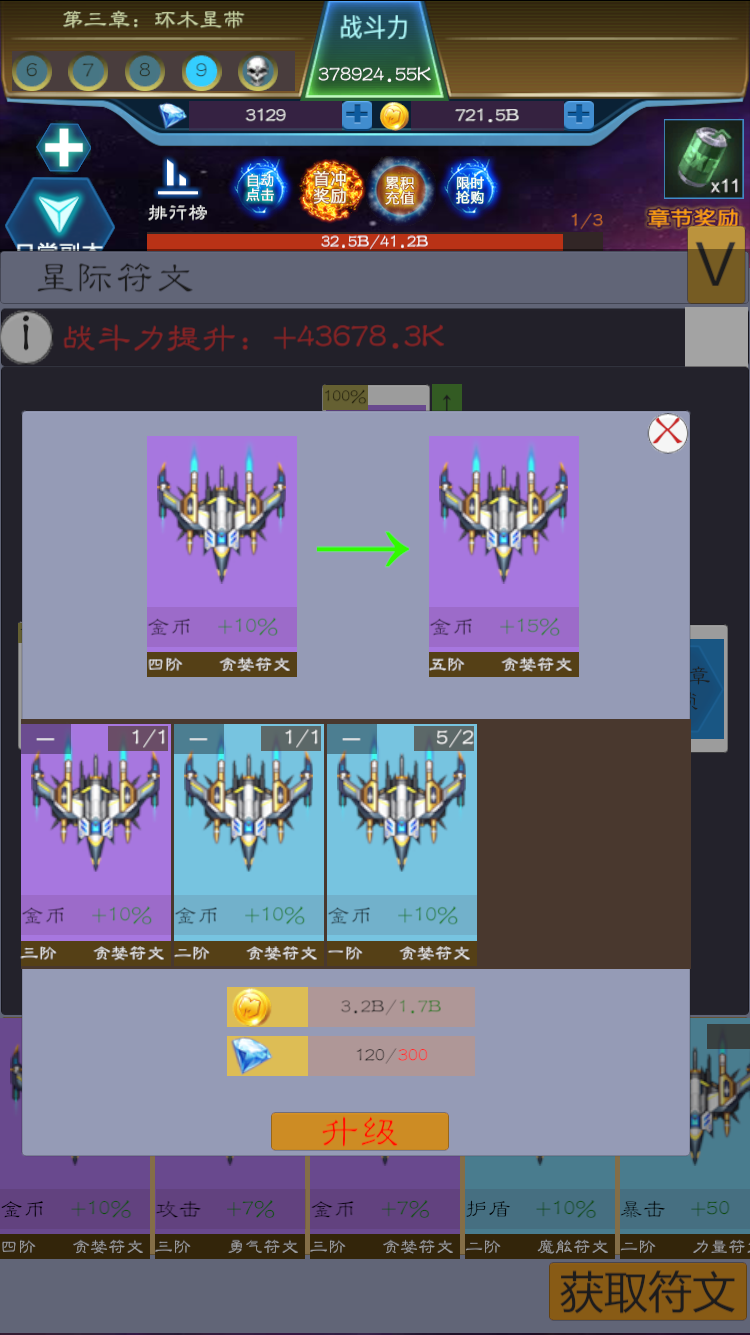 第三章：环木星带
战斗力
6 7 8 9
378924.55K
3129
721.5B
自动点击
首冲奖励
累积充值
限时抢购
x11
排行榜
1/3
章节奖励
32.5B/41.2B
星际符文
V
i
战斗力提升：+43678.3K
100%
↑
X
金币 +10%
金币 +15%
四阶 贪婪符文
五阶 贪婪符文
— 1/1
— 1/1
— 5/2
金币 +10%
金币 +10%
金币 +10%
三阶 贪婪符文
二阶 贪婪符文
一阶 贪婪符文
3.2B/1.7B
120/300
升级
金币 +10%
攻击 +7%
金币 +7%
护盾 +10%
暴击 +50
四阶 贪婪符文
三阶 勇气符文
三阶 贪婪符文
二阶 魔能符文
二阶 力量符
获取符文